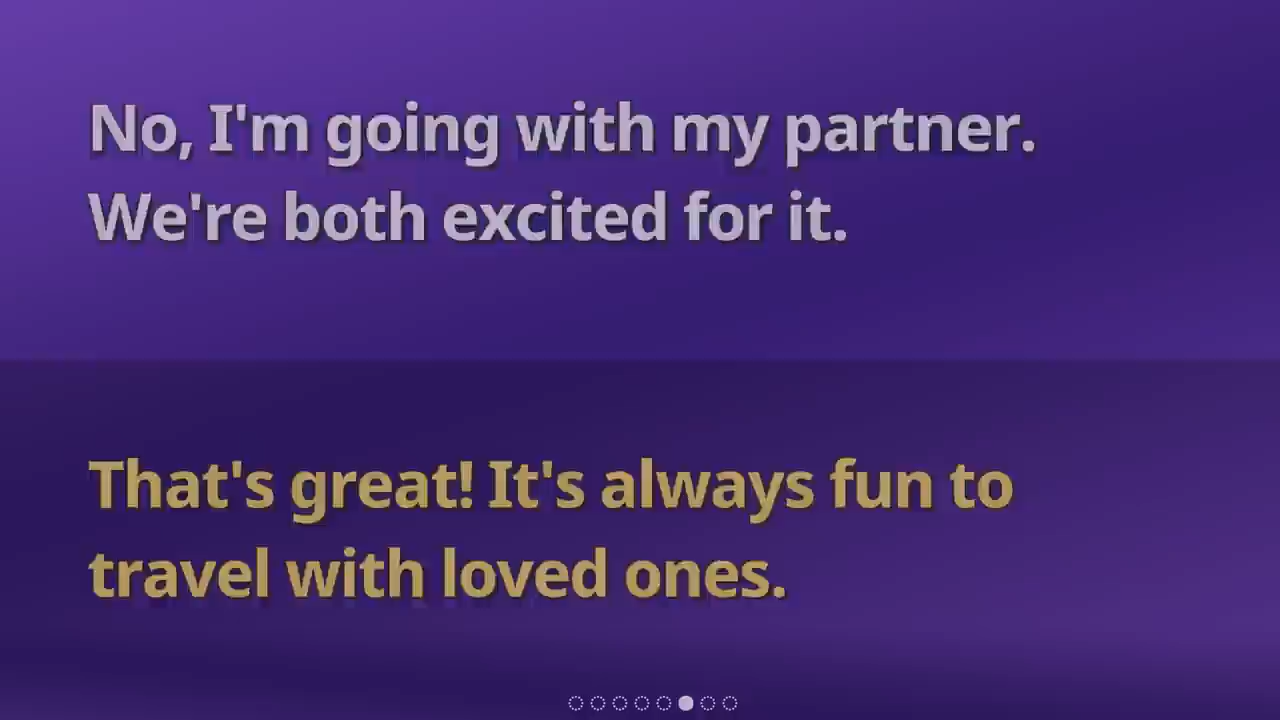 No, I'm going with my partner.
We're both excited for it.
That's great! It's always fun to
travel with loved ones.